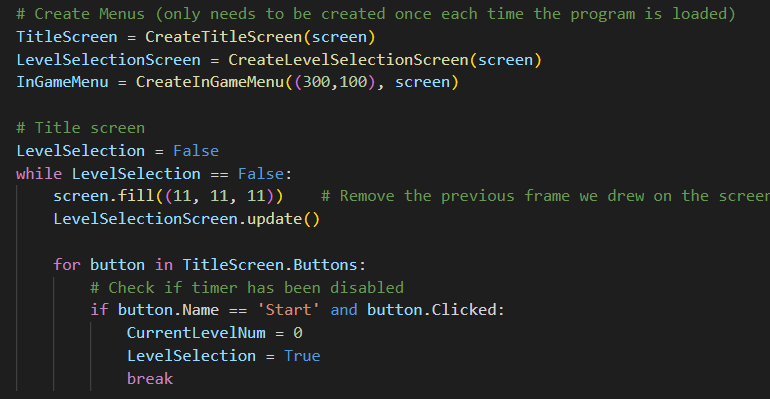 # Create Menus (only needs to be created once each time the program is loaded)
TitleScreen = CreateTitleScreen(screen)
LevelSelectionScreen = CreateLevelSelectionScreen(screen)
InGameMenu = CreateInGameMenu((300,100), screen)

# Title screen
LevelSelection = False
while LevelSelection == False:
    screen.fill((11, 11, 11))    # Remove the previous frame we drew on the screen
    LevelSelectionScreen.update()

    for button in TitleScreen.Buttons:
        # Check if timer has been disabled
        if button.Name == 'Start' and button.Clicked:
            CurrentLevelNum = 0
            LevelSelection = True
            break